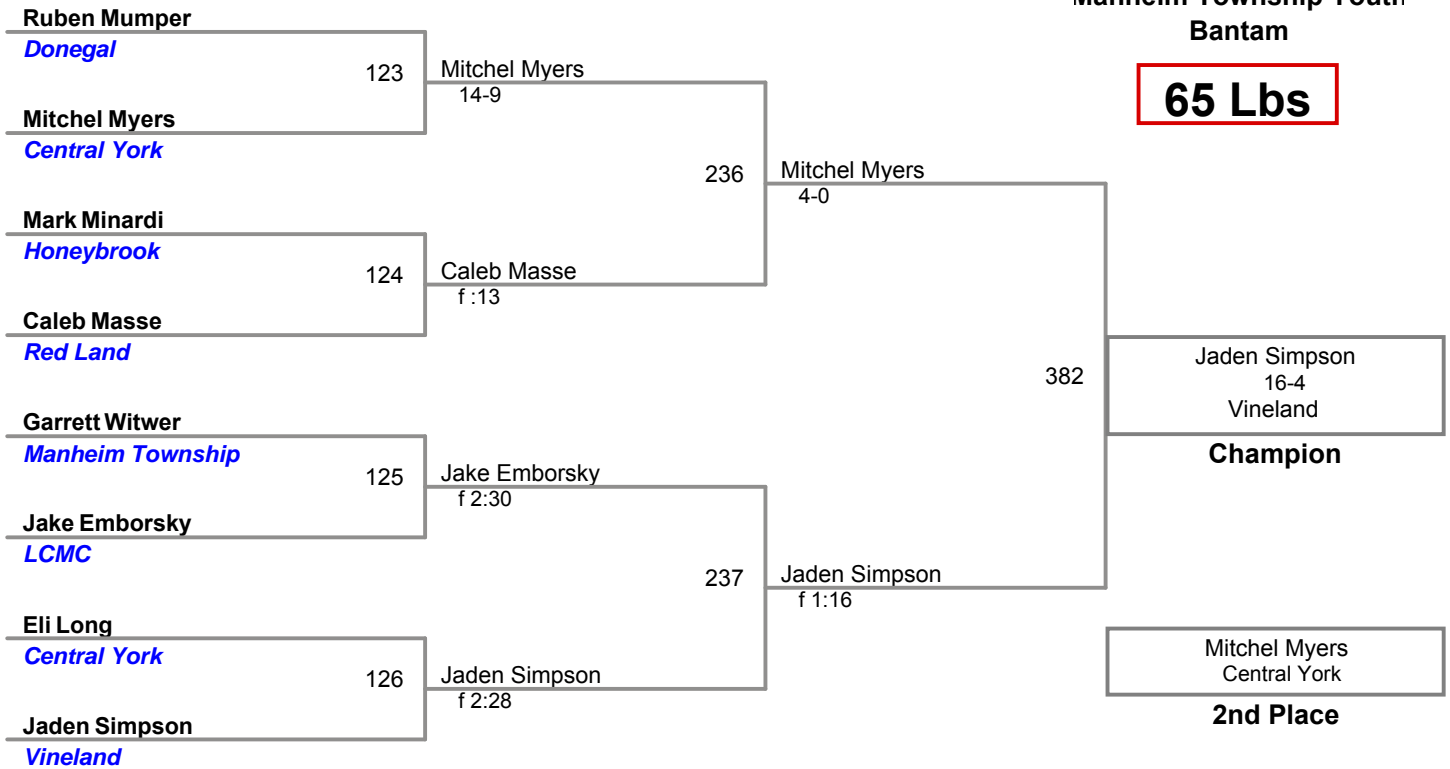 Manheim Township Youth
Bantam
65 Lbs
Ruben Mumper
Donegal
123
Mitchel Myers
14-9
Mitchel Myers
Central York
236
Mitchel Myers
4-0
Mark Minardi
Honeybrook
124
Caleb Masse
f :13
Caleb Masse
Red Land
382
Jaden Simpson
16-4
Vineland
Champion
Garrett Witwer
Manheim Township
125
Jake Emborsky
f 2:30
Jake Emborsky
LCMC
237
Jaden Simpson
f 1:16
Eli Long
Central York
126
Jaden Simpson
f 2:28
Jaden Simpson
Vineland
Mitchel Myers
Central York
2nd Place